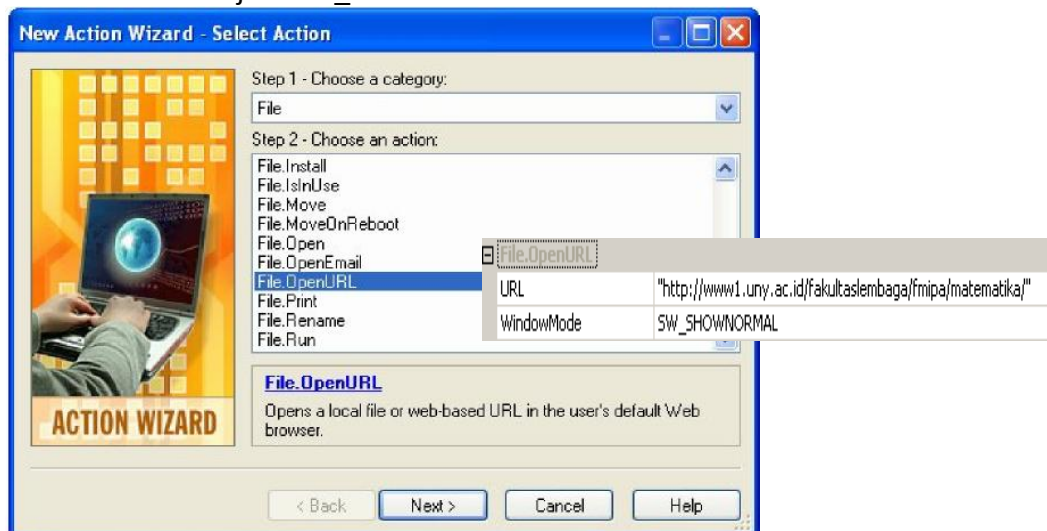 New Action Wizard - Select Action
Step 1 - Choose a category:
File
Step 2 - Choose an action:
File.Install
File.IsInUse
File.Move
File.MoveOnReboot
File.Open
File.OpenEmail
File.OpenURL
File.Print
File.Rename
File.Run
File.OpenURL
URL "http://www1.uny.ac.id/fakultaslembaga/fmipa/matematika/"
WindowMode SW_SHOWNORMAL
File.OpenURL
Opens a local file or web-based URL in the user's default Web
browser.
ACTION WIZARD
< Back Next > Cancel Help